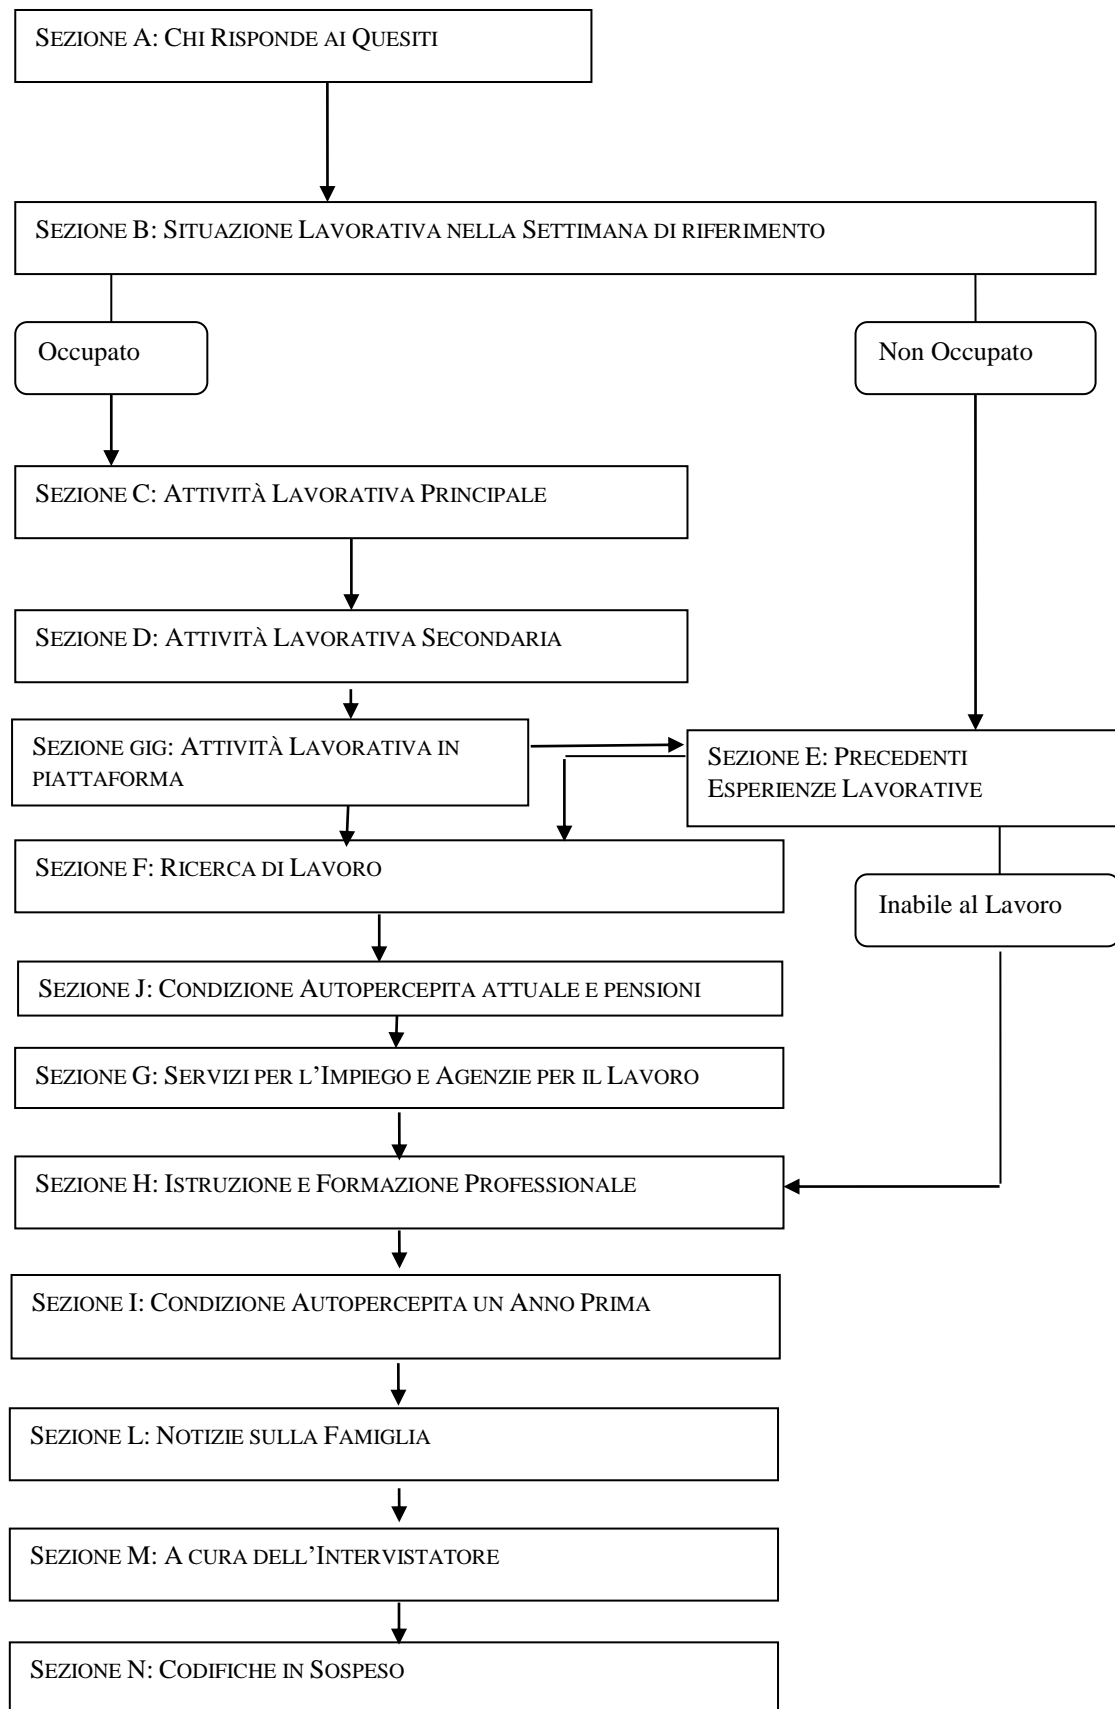 SEZIONE A: CHI RISPONDE AI QUESITI
SEZIONE B: SITUAZIONE LAVORATIVA NELLA SETTIMANA DI RIFERIMENTO
Occupato
Non Occupato
SEZIONE C: ATTIVITÀ LAVORATIVA PRINCIPALE
SEZIONE D: ATTIVITÀ LAVORATIVA SECONDARIA
SEZIONE GIG: ATTIVITÀ LAVORATIVA IN
PIATTAFORMA
SEZIONE E: PRECEDENTI
ESPERIENZE LAVORATIVE
SEZIONE F: RICERCA DI LAVORO
Inabile al Lavoro
SEZIONE J: CONDIZIONE AUTOPERCEPITA ATTUALE E PENSIONI
SEZIONE G: SERVIZI PER L’IMPIEGO E AGENZIE PER IL LAVORO
SEZIONE H: ISTRUZIONE E FORMAZIONE PROFESSIONALE
SEZIONE I: CONDIZIONE AUTOPERCEPITA UN ANNO PRIMA
SEZIONE L: NOTIZIE SULLA FAMIGLIA
SEZIONE M: A CURA DELL’INTERVISTATORE
SEZIONE N: CODIFICHE IN SOSPESO